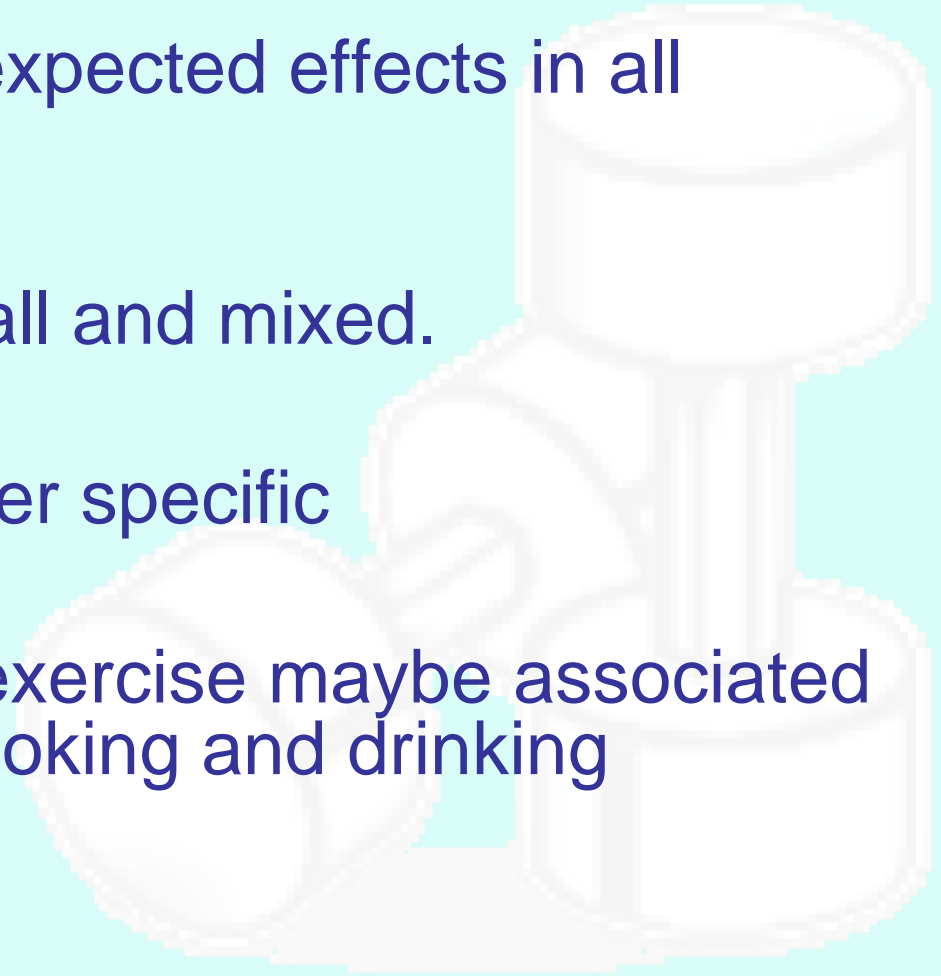 expected effects in all
all and mixed.
er specific
exercise maybe associated
oking and drinking